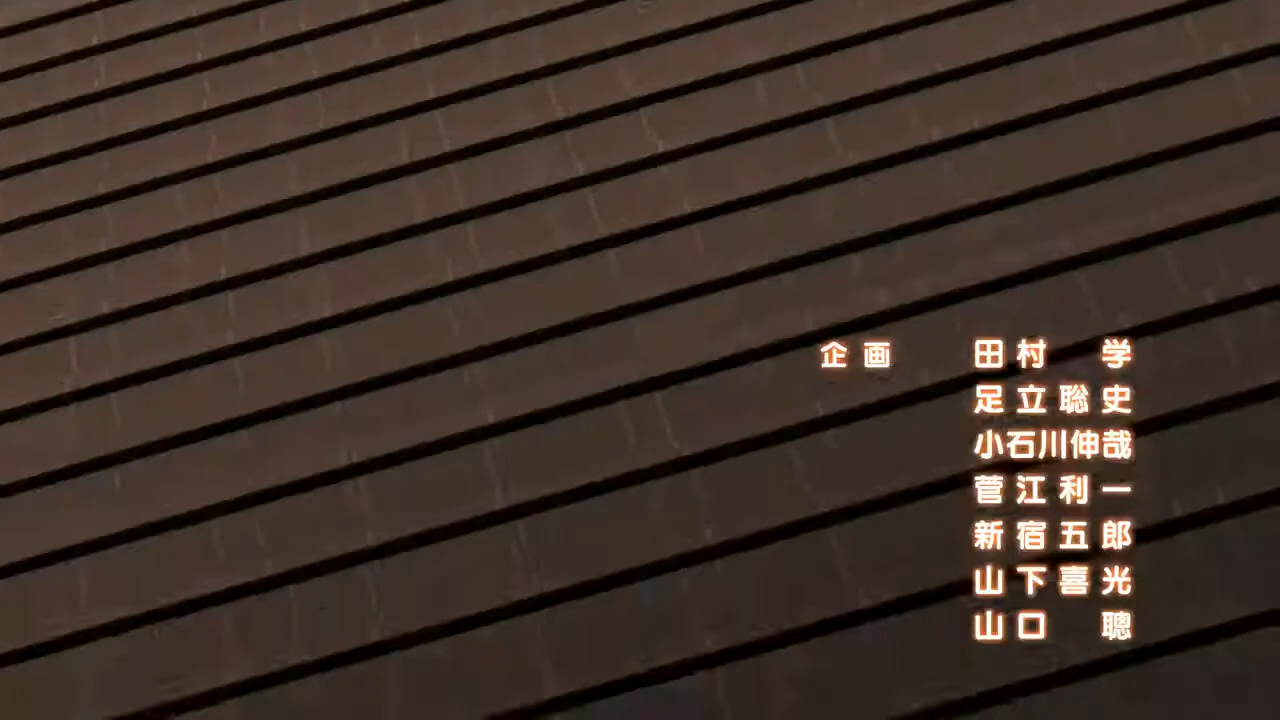 企画 田村 学
足立聡史
小石川伸哉
菅江利一
新宿五郎
山下喜光
山口 聰